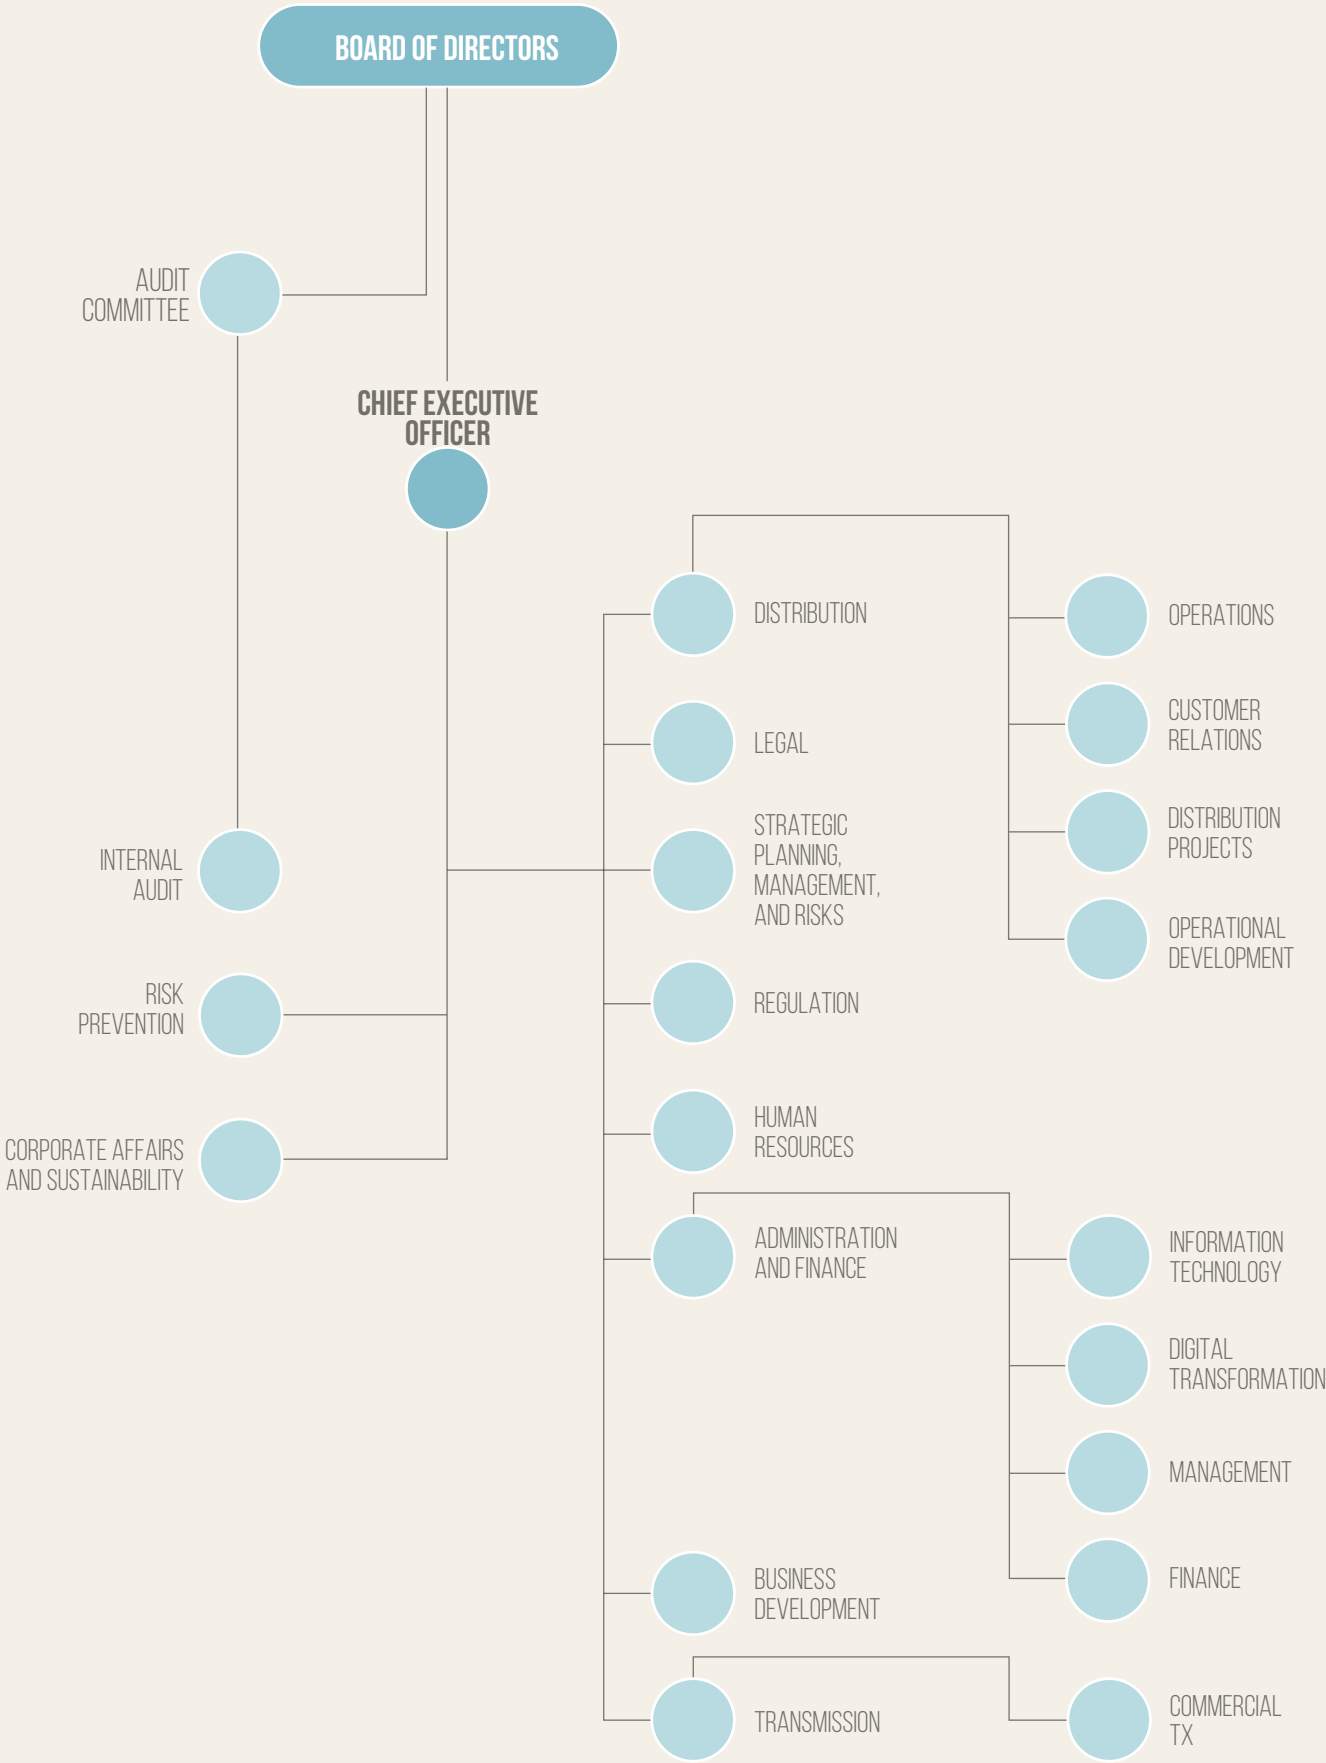 BOARD OF DIRECTORS
AUDIT
COMMITTEE
CHIEF EXECUTIVE
OFFICER
INTERNAL
AUDIT
RISK
PREVENTION
CORPORATE AFFAIRS
AND SUSTAINABILITY
DISTRIBUTION
LEGAL
STRATEGIC
PLANNING,
MANAGEMENT,
AND RISKS
REGULATION
HUMAN
RESOURCES
ADMINISTRATION
AND FINANCE
BUSINESS
DEVELOPMENT
TRANSMISSION
OPERATIONS
CUSTOMER
RELATIONS
DISTRIBUTION
PROJECTS
OPERATIONAL
DEVELOPMENT
INFORMATION
TECHNOLOGY
DIGITAL
TRANSFORMATION
MANAGEMENT
FINANCE
COMMERCIAL
TX